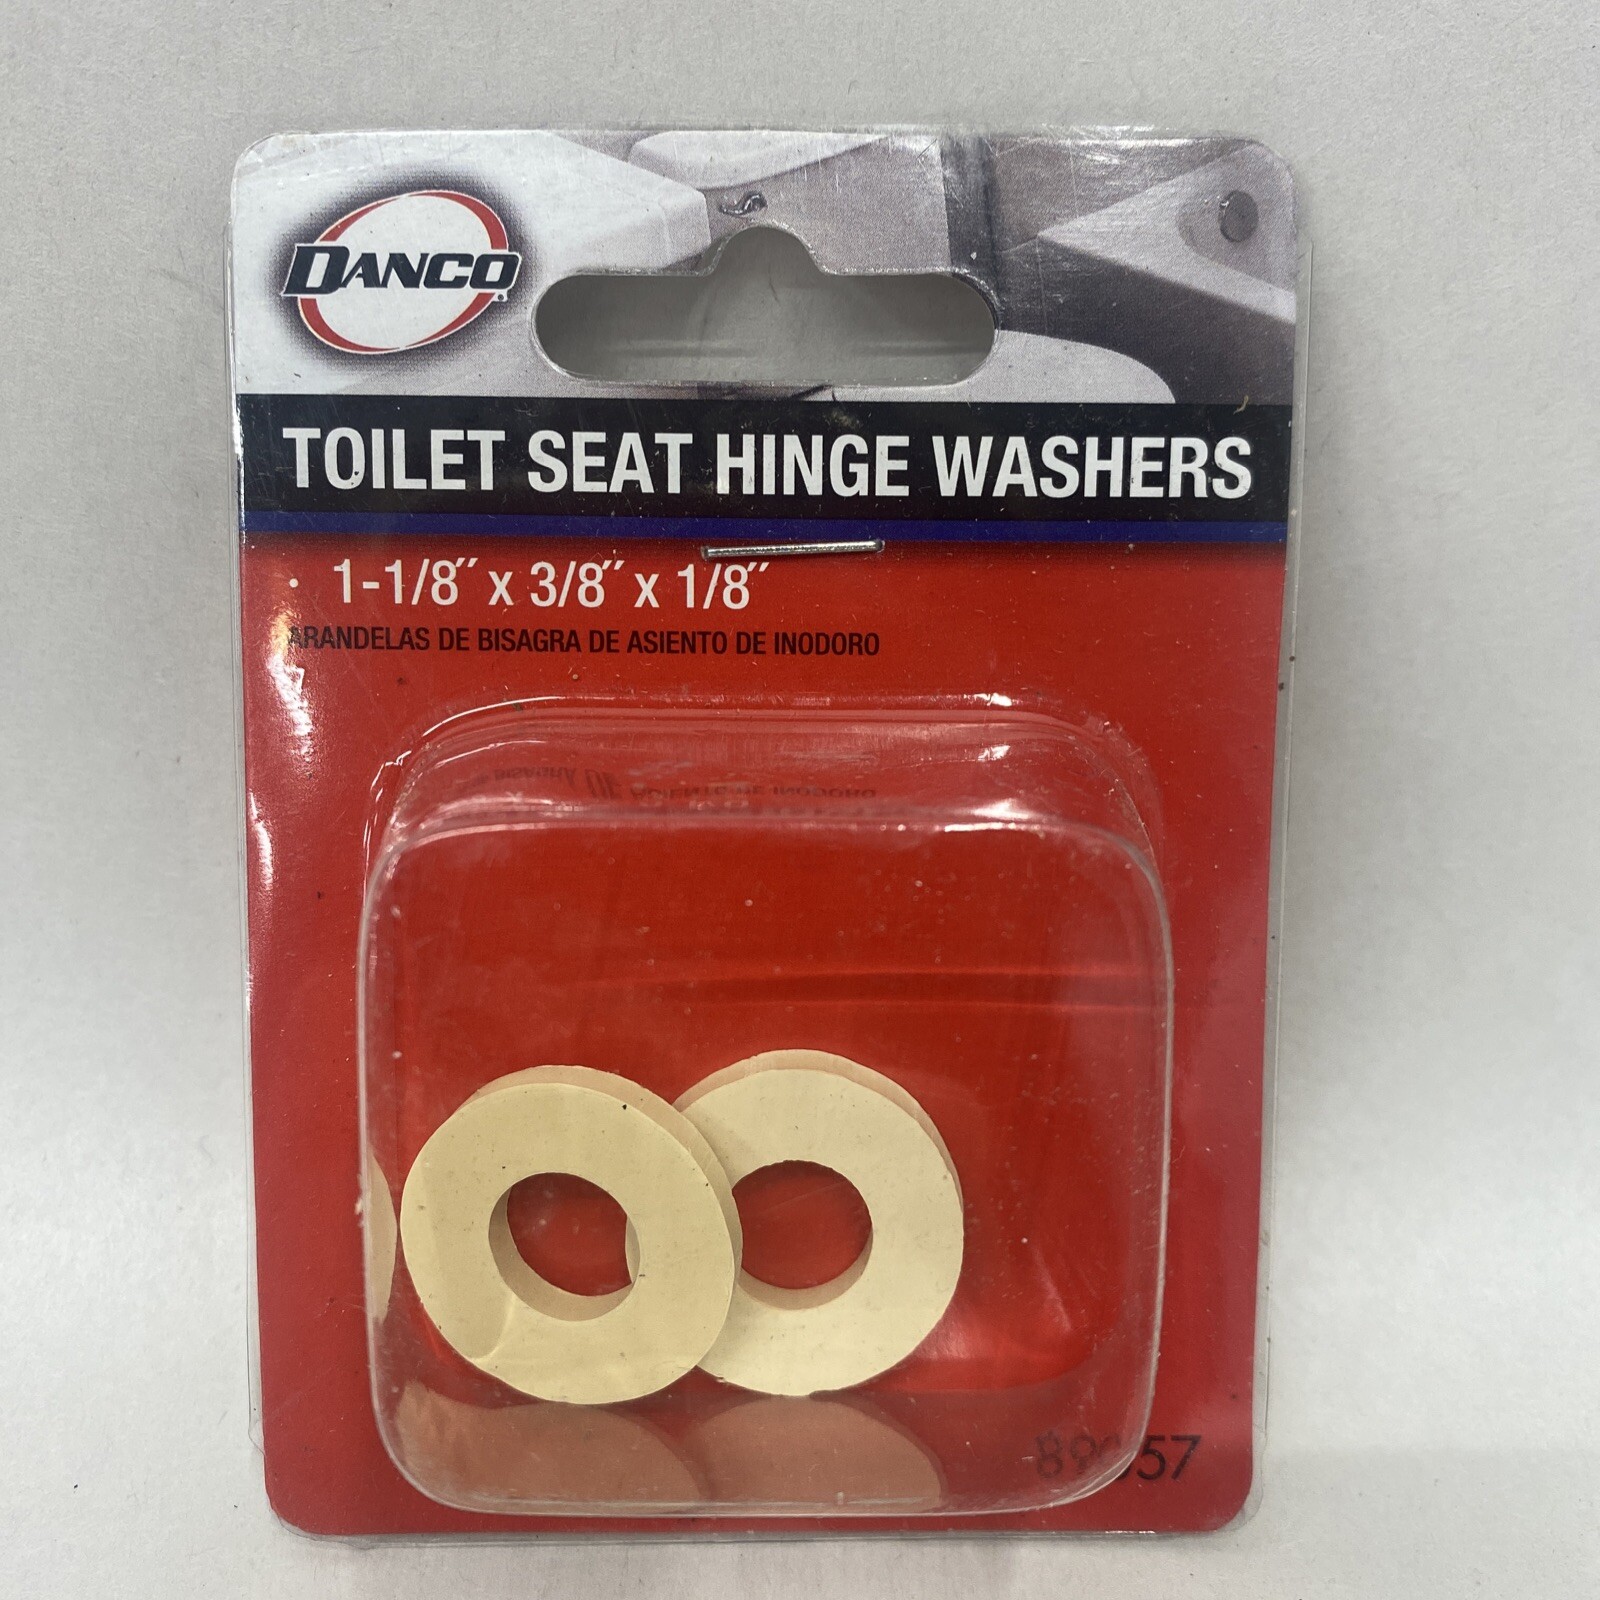 DANCO®
TOILET SEAT HINGE WASHERS
• 1-1/8" x 3/8" x 1/8"
ARANDELAS DE BISAGRA DE ASIENTO DE INODORO